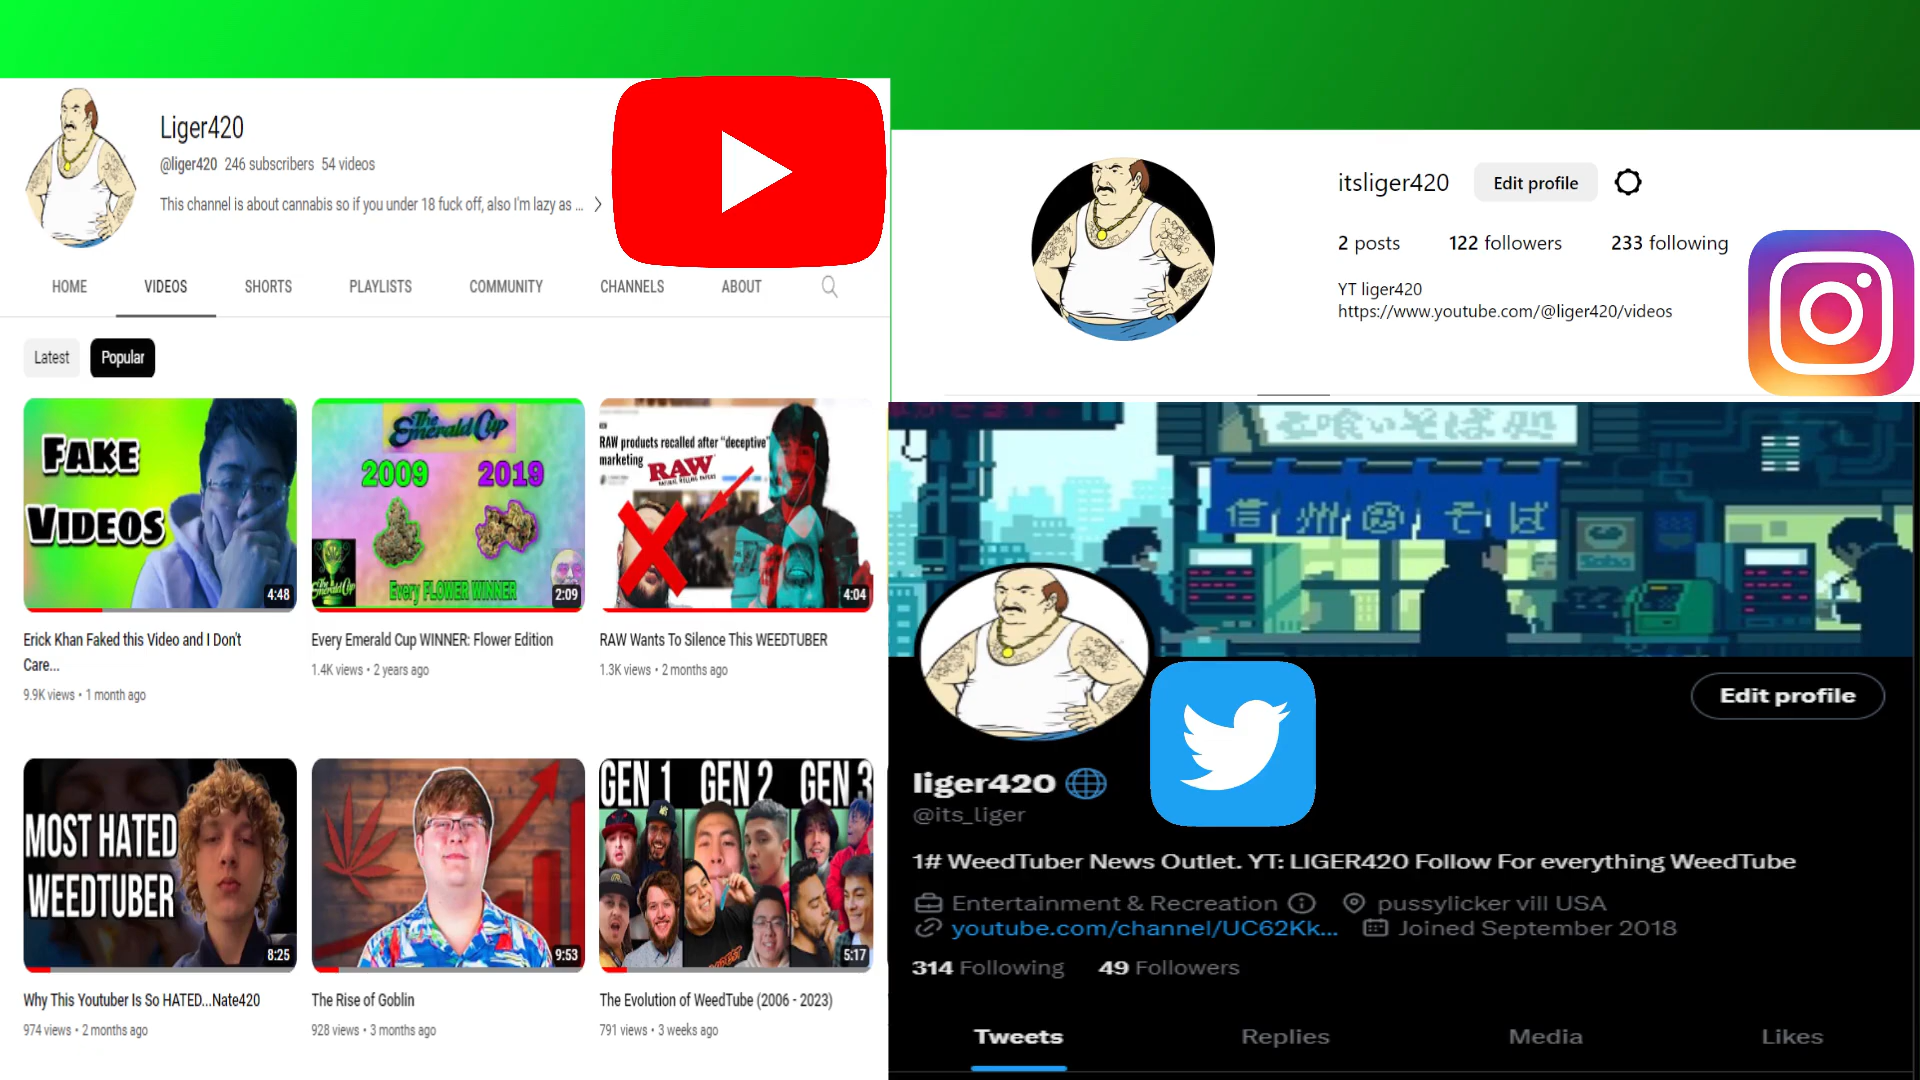 Liger420
@liger420 246 subscribers 54 videos
This channel is about cannabis so if you under 18 fuck off, also I'm lazy as ...
HOME VIDEOS SHORTS PLAYLISTS COMMUNITY CHANNELS ABOUT
Latest Popular
FAKE
VIDEOS
4:48
Erick Khan Faked this Video and I Don't
Care...
9.9K views • 1 month ago
The
Emerald Cup
2009 2019
Every FLOWER WINNER
2:09
Every Emerald Cup WINNER: Flower Edition
1.4K views • 2 years ago
RAW products recalled after “deceptive”
marketing
RAW
4:04
RAW Wants To Silence This WEEDTUBER
1.3K views • 2 months ago
MOST HATED
WEEDTUBER
8:25
Why This Youtuber Is So HATED...Nate420
974 views • 2 months ago
9:53
The Rise of Goblin
928 views • 3 months ago
GEN 1 GEN 2 GEN 3
5:17
The Evolution of WeedTube (2006 - 2023)
791 views • 3 weeks ago
itsliger420 Edit profile
2 posts 122 followers 233 following
YT liger420
https://www.youtube.com/@liger420/videos
喰いそば処
信州そば
Edit profile
liger420
@its_liger
1# WeedTuber News Outlet. YT: LIGER420 Follow For everything WeedTube
Entertainment & Recreation pussylicker vill USA
youtube.com/channel/UC62Kk... Joined September 2018
314 Following 49 Followers
Tweets Replies Media Likes